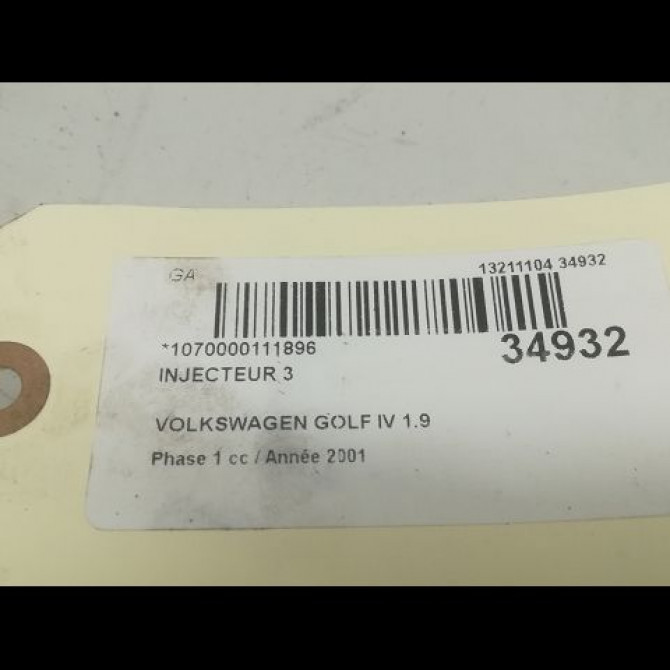 GA
13211104 34932
*1070000111896
34932
INJECTEUR 3
VOLKSWAGEN GOLF IV 1.9
Phase 1 cc / Année 2001